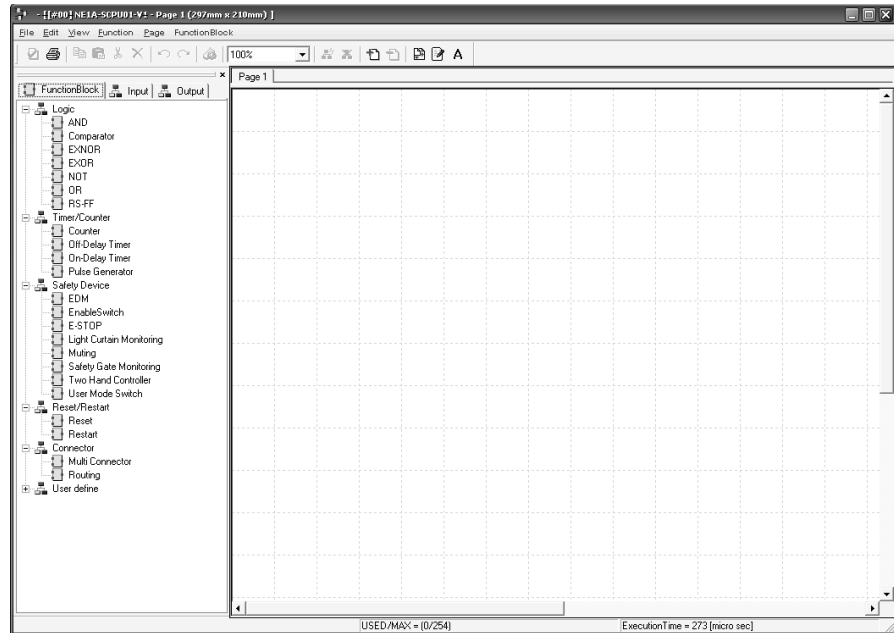 - [[#00] NE1A-SCPU01-V1 - Page 1 (297mm x 210mm) ]
File Edit View Function Page FunctionBlock
100% A
Page 1
FunctionBlock Input Output
Logic
AND
Comparator
EXNOR
EXOR
NOT
OR
RS-FF
Timer/Counter
Counter
Off-Delay Timer
On-Delay Timer
Pulse Generator
Safety Device
EDM
EnableSwitch
E-STOP
Light Curtain Monitoring
Muting
Safety Gate Monitoring
Two Hand Controller
User Mode Switch
Reset/Restart
Reset
Restart
Connector
Multi Connector
Routing
User define
USED/MAX = (0/254) ExecutionTime = 273 [micro sec]